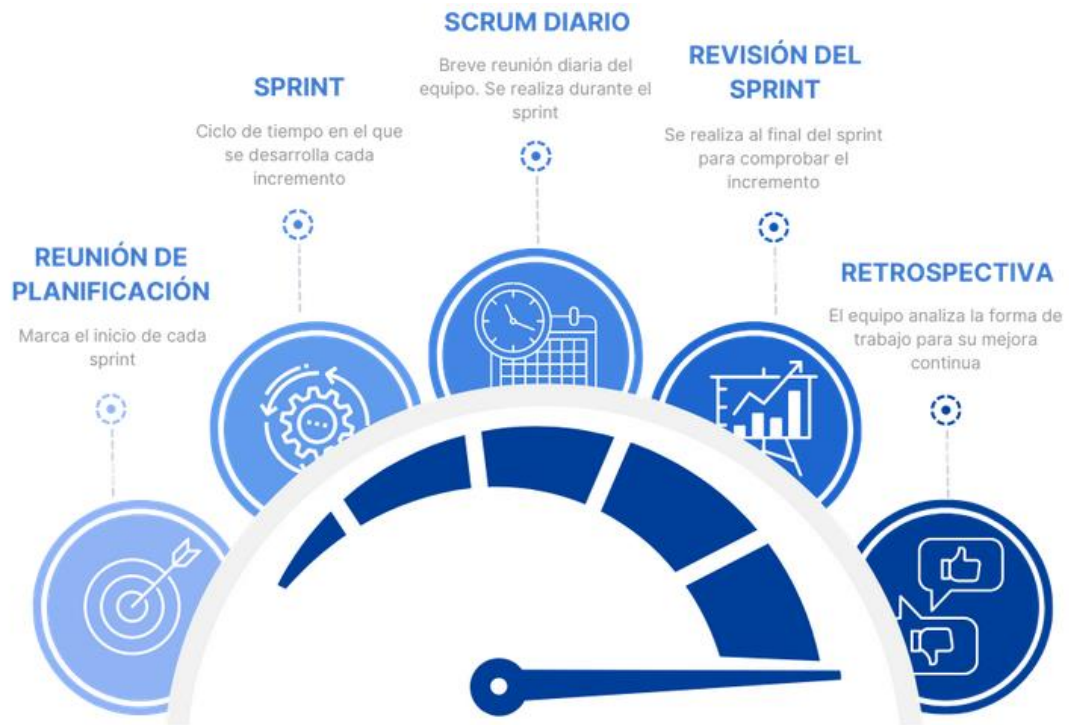 REUNIÓN DE
PLANIFICACIÓN
Marca el inicio de cada
sprint
SPRINT
Ciclo de tiempo en el que
se desarrolla cada
incremento
SCRUM DIARIO
Breve reunión diaria del
equipo. Se realiza durante el
sprint
REVISIÓN DEL
SPRINT
Se realiza al final del sprint
para comprobar el
incremento
RETROSPECTIVA
El equipo analiza la forma de
trabajo para su mejora
continua